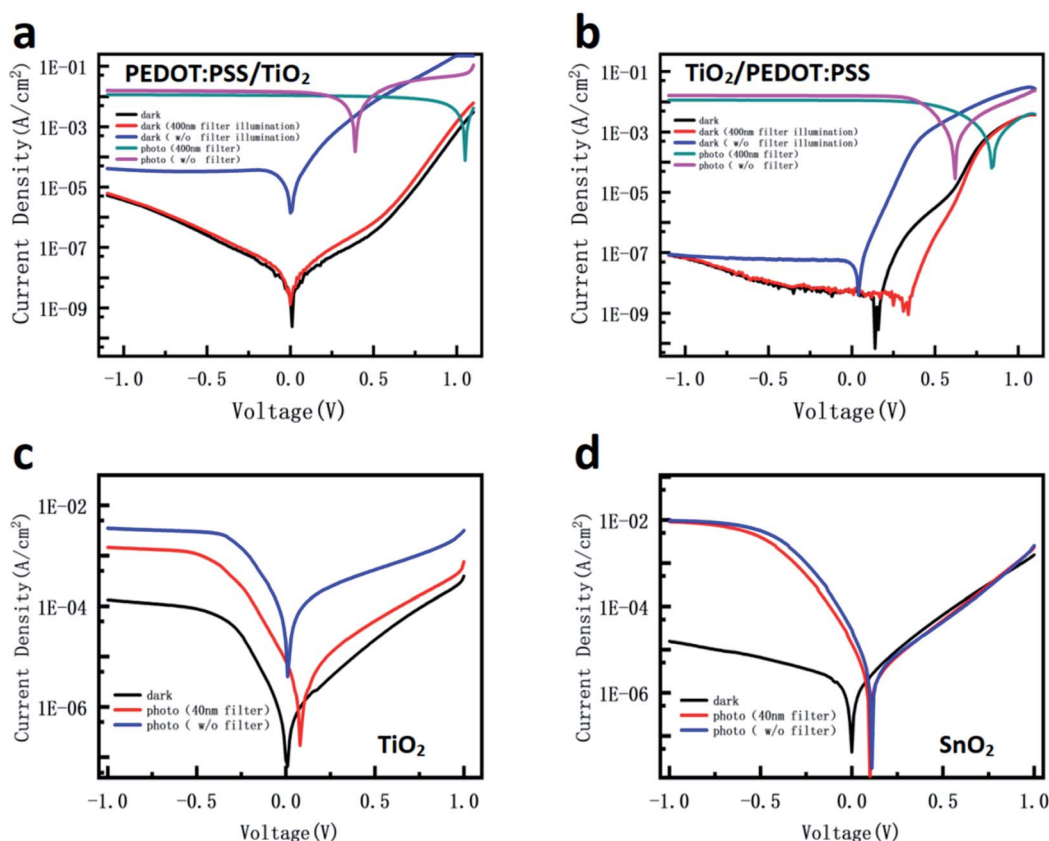 a
PEDOT:PSS/TiO₂
1E-01
1E-03
1E-05
1E-07
1E-09
Current Density(A/cm²)
dark
dark (400nm filter illumination)
dark ( w/o filter illumination)
photo (400nm filter)
photo ( w/o filter)
-1.0 -0.5 0.0 0.5 1.0
Voltage(V)
b
TiO₂/PEDOT:PSS
1E-01
1E-03
1E-05
1E-07
1E-09
Current Density(A/cm²)
dark
dark (400nm filter illumination)
dark ( w/o filter illumination)
photo (400nm filter)
photo ( w/o filter)
-1.0 -0.5 0.0 0.5 1.0
Voltage(V)
c
1E-02
1E-04
1E-06
Current Density(A/cm²)
dark
photo (40nm filter)
photo ( w/o filter)
TiO₂
-1.0 -0.5 0.0 0.5 1.0
Voltage(V)
d
1E-02
1E-04
1E-06
Current Density(A/cm²)
dark
photo (40nm filter)
photo ( w/o filter)
SnO₂
-1.0 -0.5 0.0 0.5 1.0
Voltage(V)